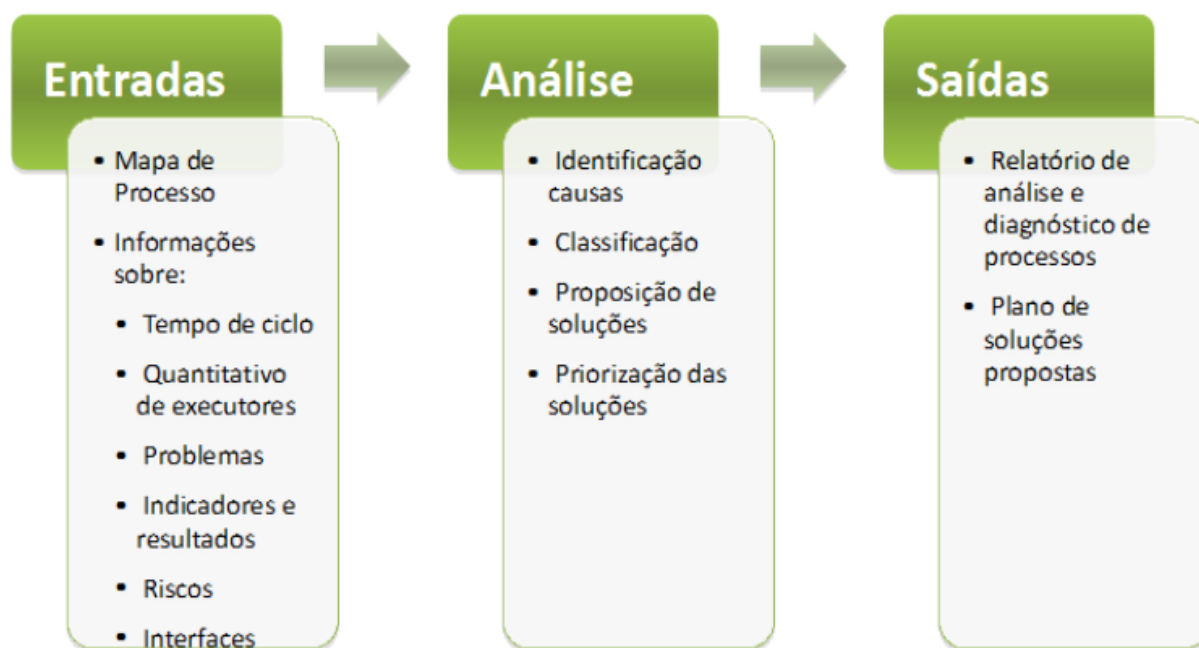 Entradas
• Mapa de
Processo
• Informações
sobre:
• Tempo de ciclo
• Quantitativo
de executores
• Problemas
• Indicadores e
resultados
• Riscos
• Interfaces
Análise
• Identificação
causas
• Classificação
• Proposição de
soluções
• Priorização das
soluções
Saídas
• Relatório de
análise e
diagnóstico de
processos
• Plano de
soluções
propostas